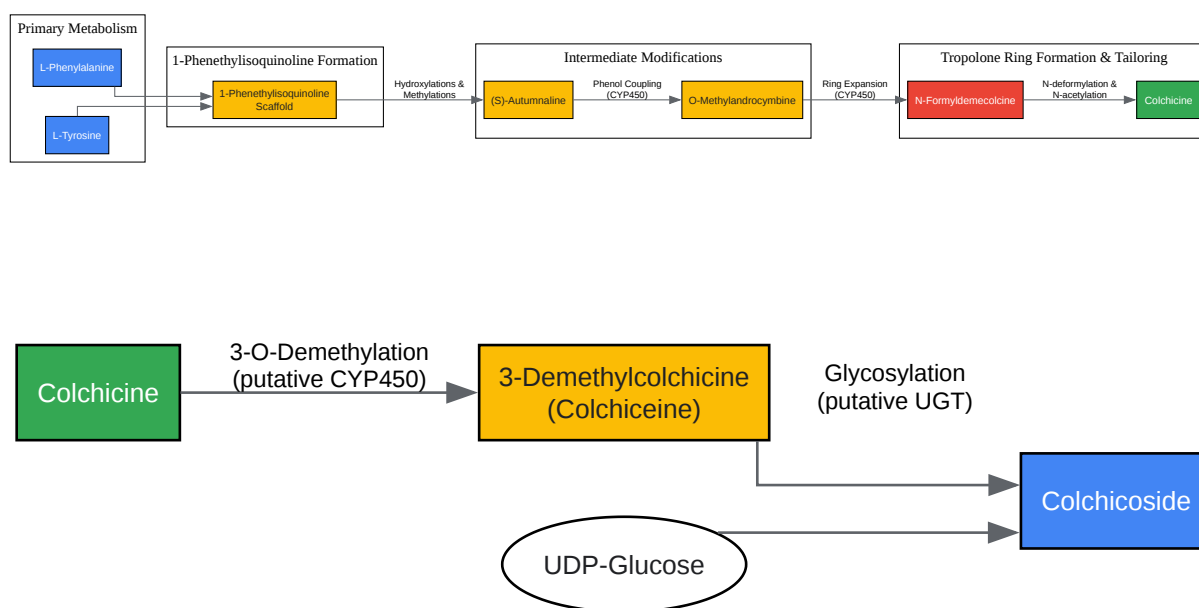 Primary Metabolism
L-Phenylalanine
L-Tyrosine
1-Phenethylisoquinoline Formation
1-Phenethylisoquinoline
Scaffold
Hydroxylations &
Methylations
Intermediate Modifications
(S)-Autumnaline
Phenol Coupling
(CYP450)
O-Methylandrocymbine
Ring Expansion
(CYP450)
Tropolone Ring Formation & Tailoring
N-Formyldemecolcine
N-deformylation &
N-acetylation
Colchicine
Colchicine
3-O-Demethylation
(putative CYP450)
3-Demethylcolchicine
(Colchiceine)
Glycosylation
(putative UGT)
UDP-Glucose
Colchicoside